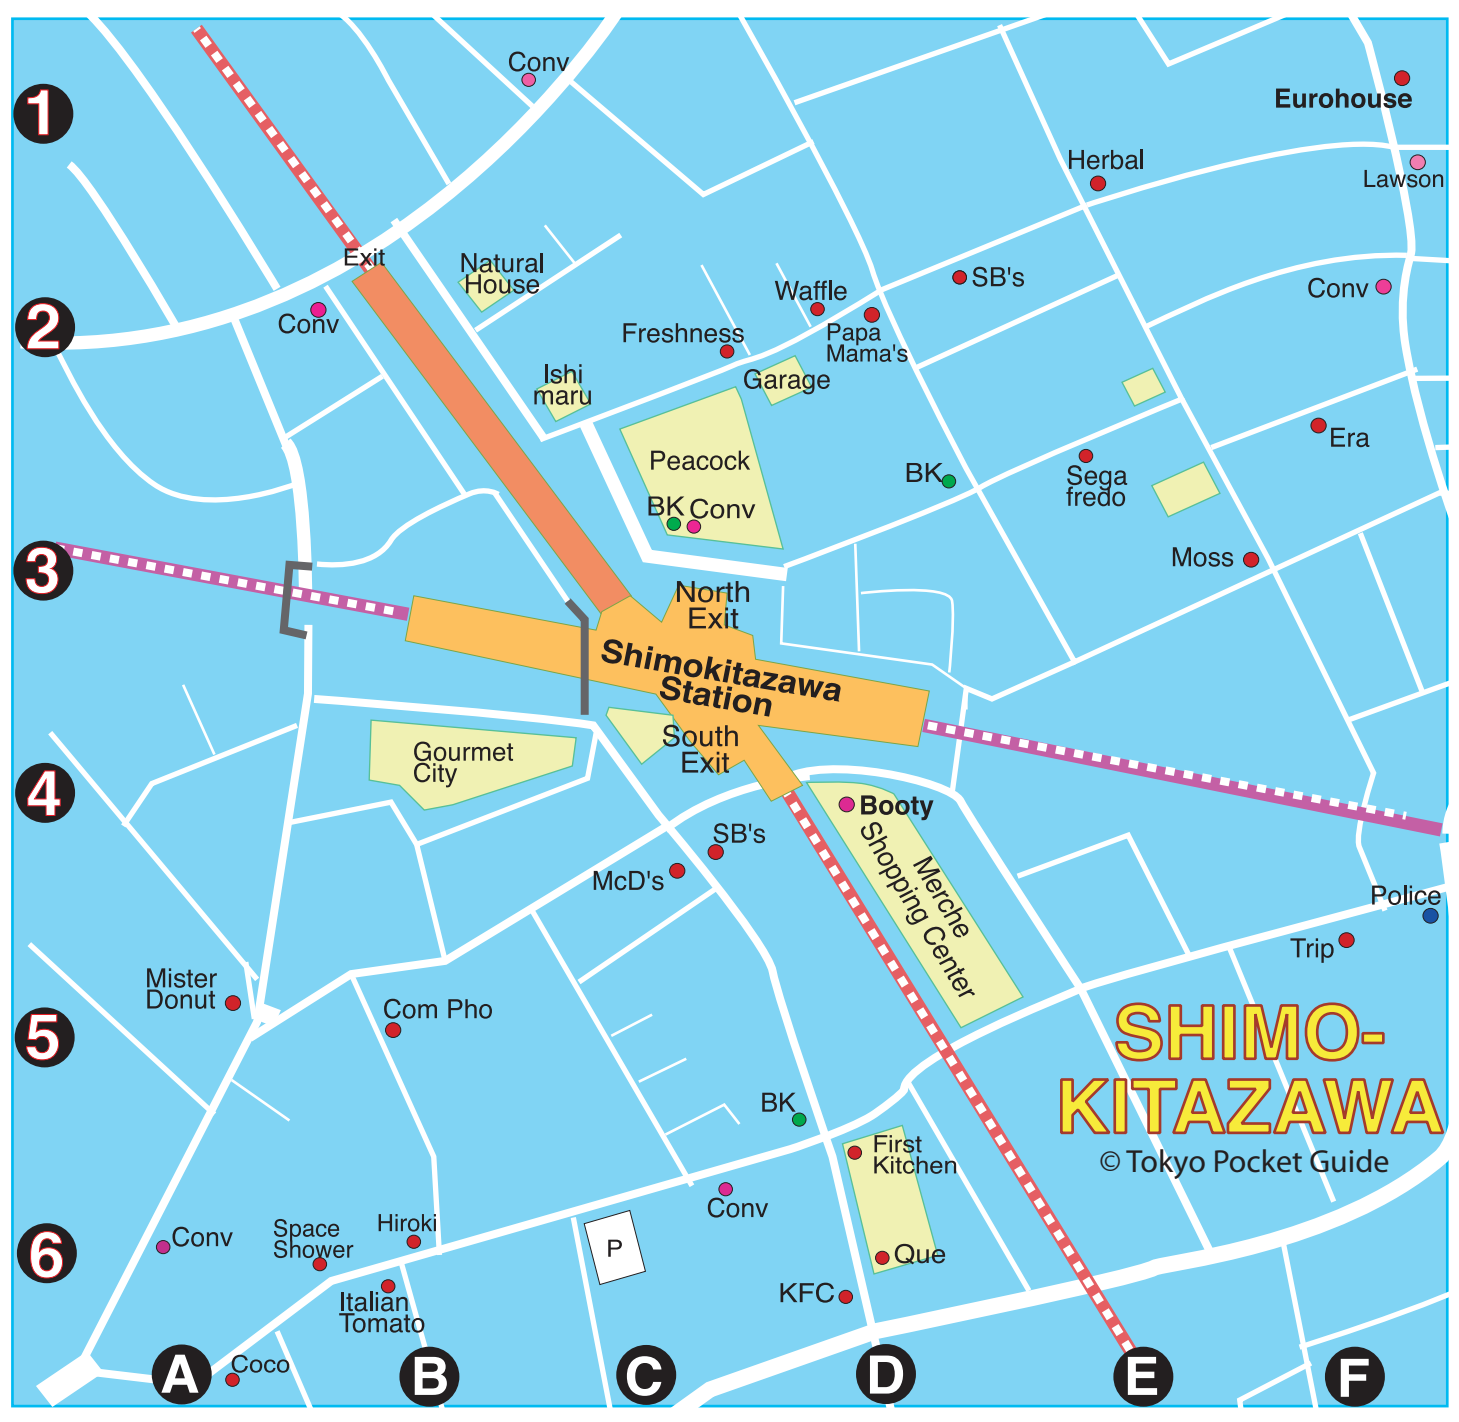 Conv
1
Eurohouse
Herbal
Lawson
Exit
Natural
House
SB's
Conv
Waffle
2
Conv
Freshness
Papa
Mama's
Ishi
maru
Garage
Era
Peacock
BK
Sega
fredo
BK
Conv
3
Moss
North
Exit
Shimokitazawa
Station
South
Exit
Gourmet
City
4
Booty
SB's
McD's
Merche
Shopping Center
Police
Trip
Mister
Donut
Com Pho
5
SHIMO-
KITAZAWA
© Tokyo Pocket Guide
BK
First
Kitchen
Conv
Conv
Space
Shower
Hiroki
6
P
Que
KFC
Italian
Tomato
Coco
A
B
C
D
E
F